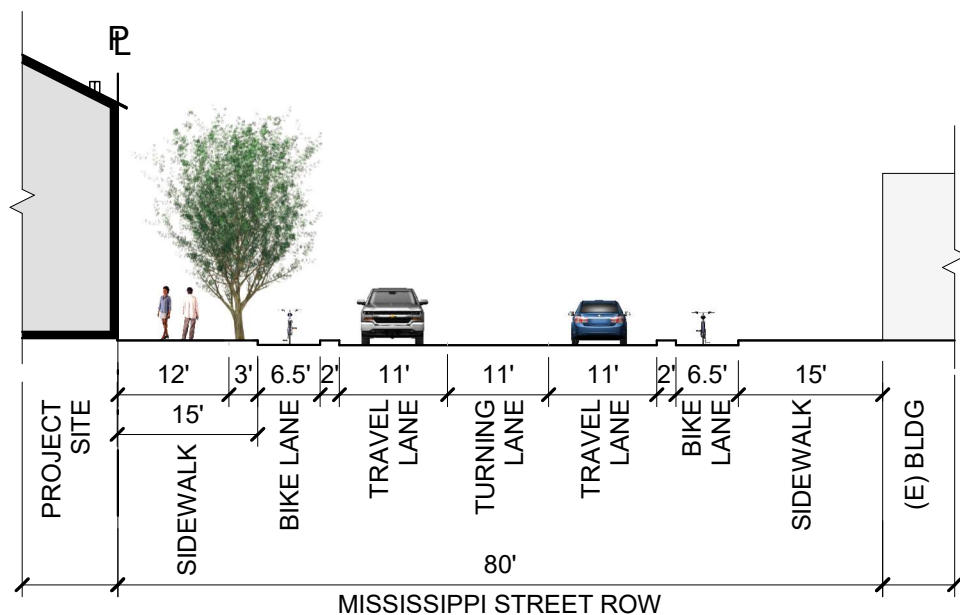 PL
12'
3'
6.5'
2'
11'
11'
11'
2'
6.5'
15'
15'
PROJECT
SITE
SIDEWALK
BIKE LANE
TRAVEL
LANE
TURNING
LANE
TRAVEL
LANE
BIKE
LANE
SIDEWALK
(E) BLDG
80'
MISSISSIPPI STREET ROW